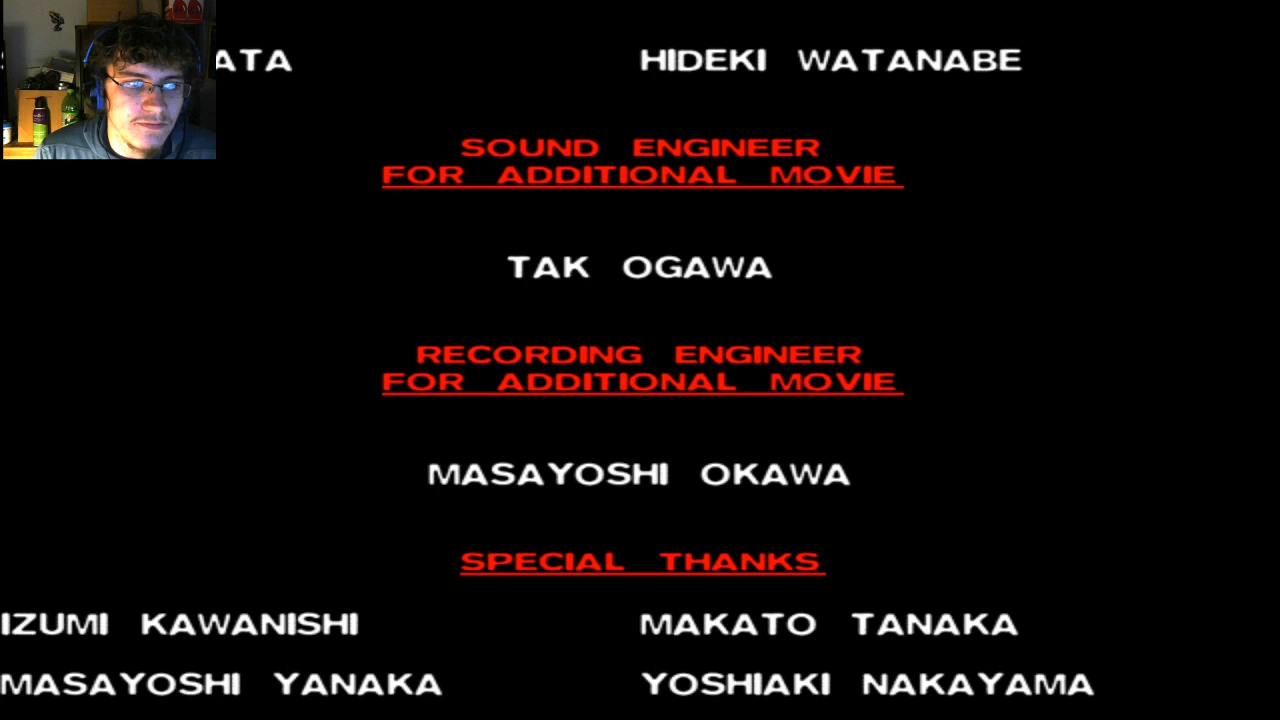 ATA HIDEKI WATANABE
SOUND ENGINEER
FOR ADDITIONAL MOVIE
TAK OGAWA
RECORDING ENGINEER
FOR ADDITIONAL MOVIE
MASAYOSHI OKAWA
SPECIAL THANKS
IZUMI KAWANISHI MAKATO TANAKA
MASAYOSHI YANAKA YOSHIAKI NAKAYAMA